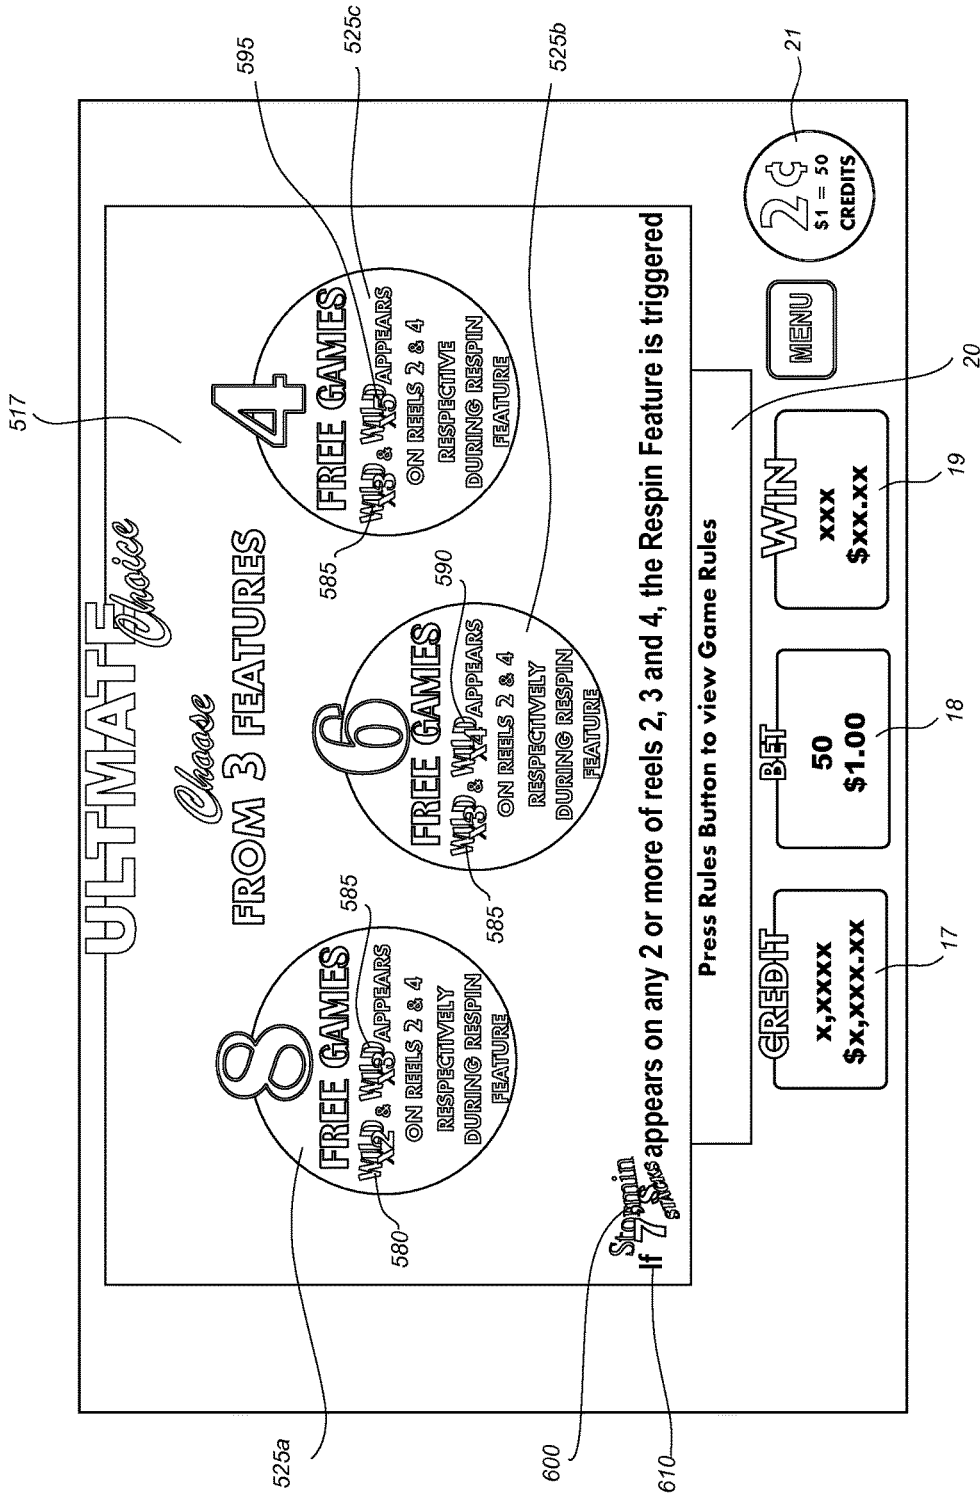 517
595
525c
525b
21
ULTMATE
Choice
Choose
FROM 3 FEATURES
8
FREE GAMES
WILD X2 & WILD X3 APPEARS
ON REELS 2 & 4
RESPECTIVELY
DURING RESPIN
FEATURE
6
FREE GAMES
WILD X3 & WILD X4 APPEARS
ON REELS 2 & 4
RESPECTIVELY
DURING RESPIN
FEATURE
4
FREE GAMES
WILD X3 & WILD X5 APPEARS
ON REELS 2 & 4
RESPECTIVE
DURING RESPIN
FEATURE
525a
580
585
585
590
585
600
610
Stormin
If 7's STACKS appears on any 2 or more of reels 2, 3 and 4, the Respin Feature is triggered
Press Rules Button to view Game Rules
20
CREDIT
x,xxxx
$x,xxx.xx
BET
50
$1.00
WIN
xxx
$xx.xx
MENU
2¢
$1 = 50
CREDITS
17
18
19